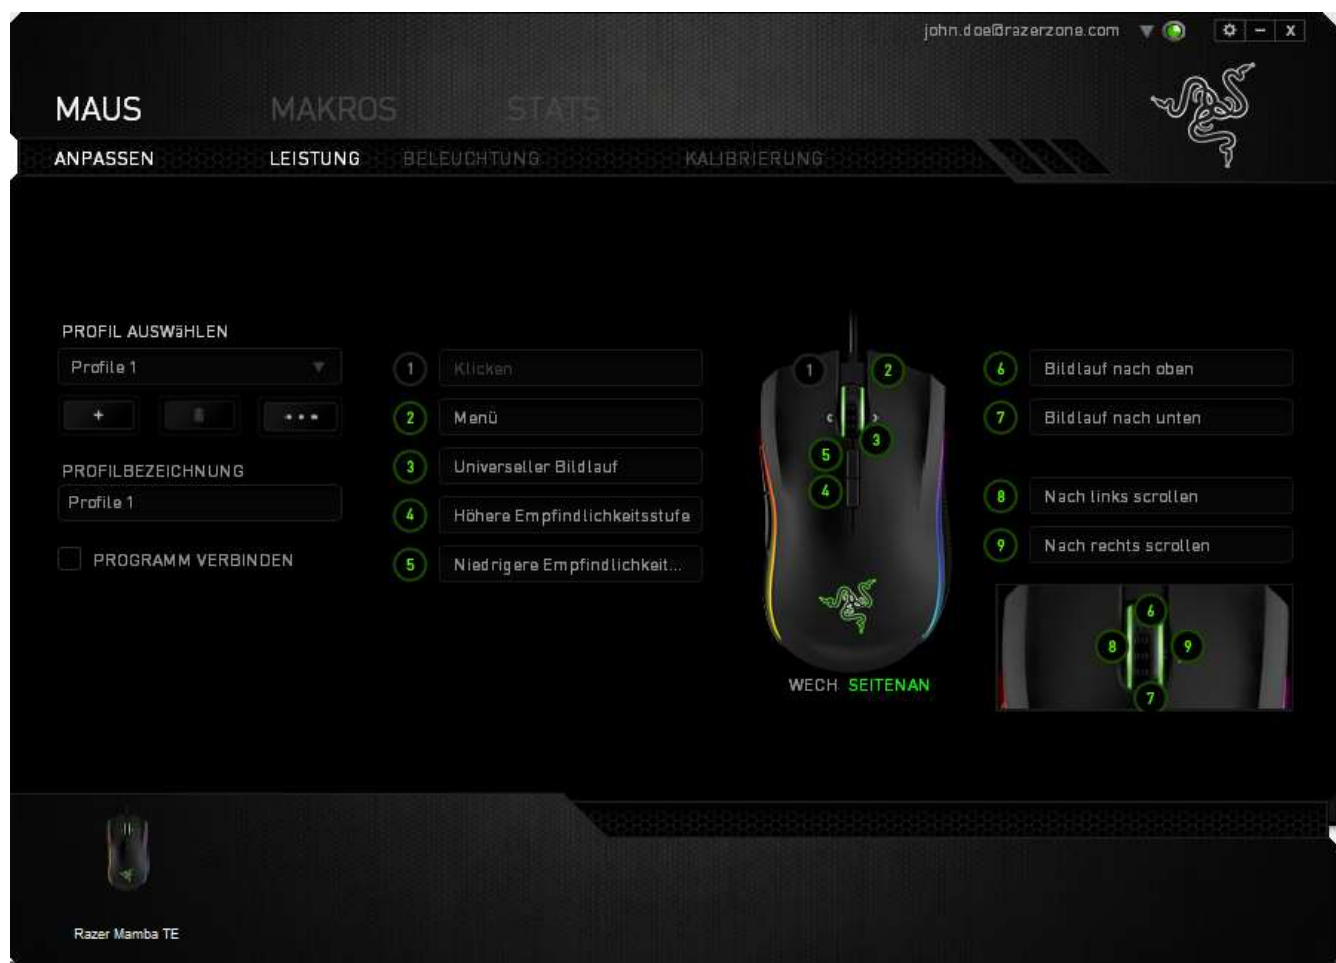 john.doe@razerzone.com
X
MAUS MAKROS STATS
ANPASSEN LEISTUNG BELEUCHTUNG KALIBRIERUNG
PROFIL AUSWäHLEN
Profile 1
+
PROFILBEZEICHNUNG
Profile 1
PROGRAMM VERBINDEN
1 Klicken
2 Menü
3 Universeller Bildlauf
4 Höhere Empfindlichkeitsstufe
5 Niedrigere Empfindlichkeit...
1 2
3
5
4
WECH SEITENAN
6 Bildlauf nach oben
7 Bildlauf nach unten
8 Nach links scrollen
9 Nach rechts scrollen
6
8 9
7
Razer Mamba TE